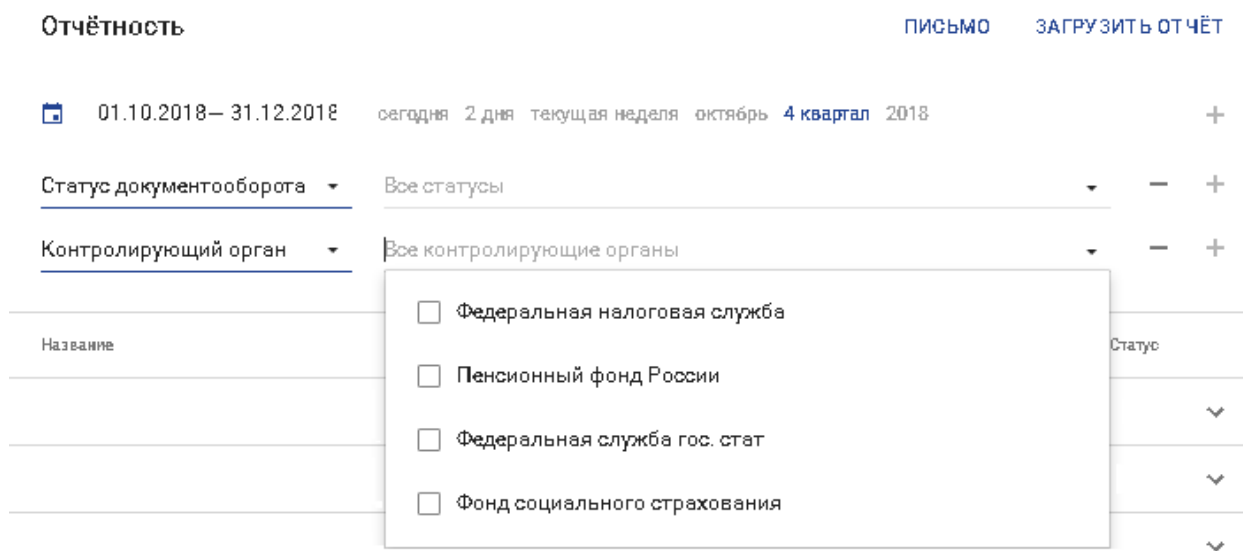 Отчётность ПИСЬМО ЗАГРУЗИТЬ ОТЧЁТ
01.10.2018— 31.12.2018 сегодня 2 дня текущая неделя октябрь 4 квартал 2018
Статус документооборота Все статусы
Контролирующий орган Все контролирующие органы
Федеральная налоговая служба
Название Статус
Пенсионный фонд России
Федеральная служба гос. стат
Фонд социального страхования